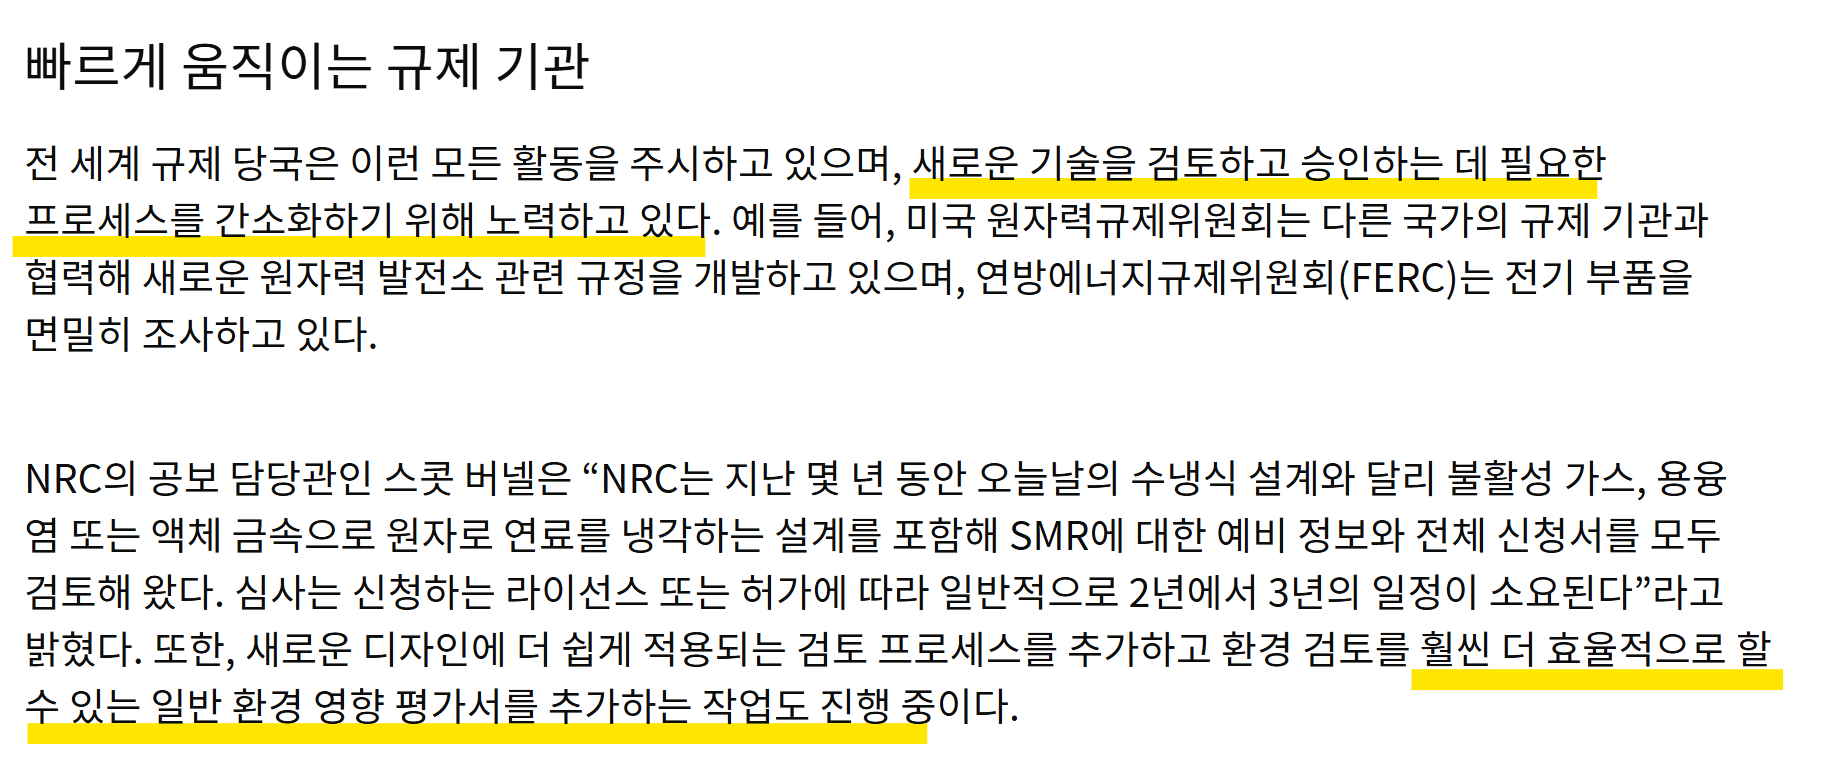 빠르게 움직이는 규제 기관
전 세계 규제 당국은 이런 모든 활동을 주시하고 있으며, 새로운 기술을 검토하고 승인하는 데 필요한
프로세스를 간소화하기 위해 노력하고 있다. 예를 들어, 미국 원자력규제위원회는 다른 국가의 규제 기관과
협력해 새로운 원자력 발전소 관련 규정을 개발하고 있으며, 연방에너지규제위원회(FERC)는 전기 부품을
면밀히 조사하고 있다.
NRC의 공보 담당관인 스콧 버넬은 “NRC는 지난 몇 년 동안 오늘날의 수냉식 설계와 달리 불활성 가스, 용융
염 또는 액체 금속으로 원자로 연료를 냉각하는 설계를 포함해 SMR에 대한 예비 정보와 전체 신청서를 모두
검토해 왔다. 심사는 신청하는 라이선스 또는 허가에 따라 일반적으로 2년에서 3년의 일정이 소요된다”라고
밝혔다. 또한, 새로운 디자인에 더 쉽게 적용되는 검토 프로세스를 추가하고 환경 검토를 훨씬 더 효율적으로 할
수 있는 일반 환경 영향 평가서를 추가하는 작업도 진행 중이다.